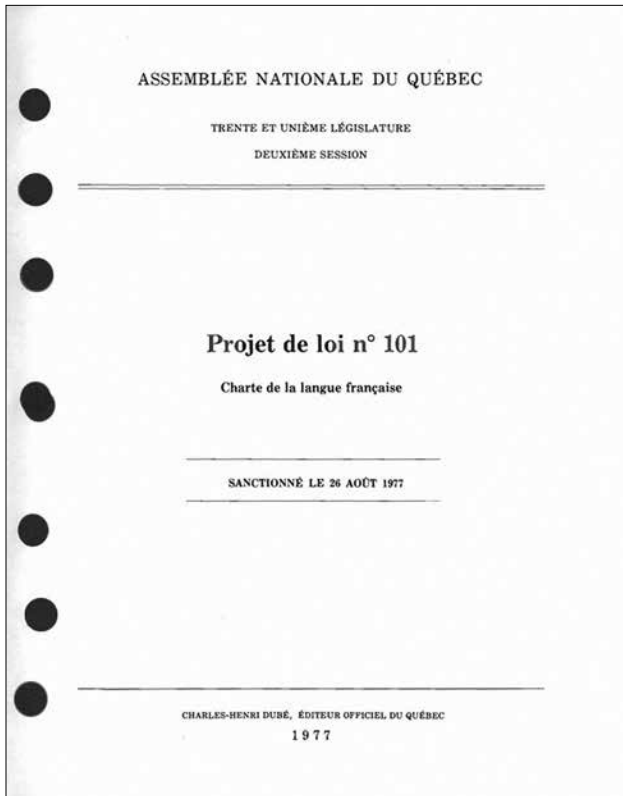 ASSEMBLÉE NATIONALE DU QUÉBEC
TRENTE ET UNIÈME LÉGISLATURE
DEUXIÈME SESSION
Projet de loi n° 101
Charte de la langue française
SANCTIONNÉ LE 26 AOÛT 1977
CHARLES-HENRI DUBÉ, ÉDITEUR OFFICIEL DU QUÉBEC
1977